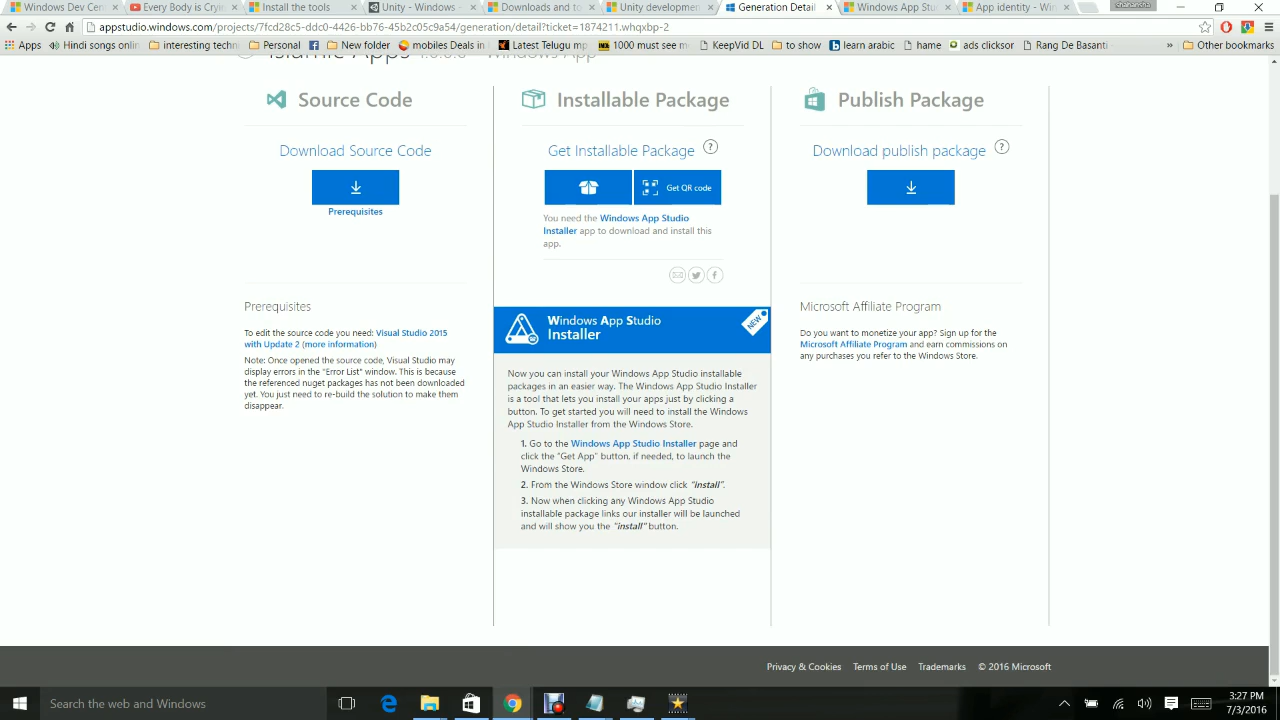 Windows Dev Cen
Every Body is Cryin
Install the tools
Unity - Windows
Downloads and to
Unity developmen
Generation Detail
Windows App Stu
App identity - Win
shahansha
appstudio.windows.com/projects/7fcd28c5-ddc0-4426-bb76-45b2c05c9a54/generation/detail?ticket=1874211.whqxbp-2
Apps
Hindi songs onlin
interesting techn
Personal
New folder
mobiles Deals in
Latest Telugu mp
1000 must see m
KeepVid DL
to show
learn arabic
hame
ads clicksor
Rang De Basanti
»
Other bookmarks
Islamic Apps 1.0.0.0 - Windows App
Source Code
Installable Package
Publish Package
Download Source Code
Get Installable Package ?
Download publish package ?
Get QR code
Prerequisites
You need the Windows App Studio
Installer app to download and install this
app.
Prerequisites
To edit the source code you need: Visual Studio 2015
with Update 2 (more information)
Note: Once opened the source code, Visual Studio may
display errors in the "Error List" window. This is because
the referenced nuget packages has not been downloaded
yet. You just need to re-build the solution to make them
disappear.
Windows App Studio
Installer
NEW
Now you can install your Windows App Studio installable
packages in an easier way. The Windows App Studio Installer
is a tool that lets you install your apps just by clicking a
button. To get started you will need to install the Windows
App Studio Installer from the Windows Store.
1. Go to the Windows App Studio Installer page and
click the "Get App" button, if needed, to launch the
Windows Store.
2. From the Windows Store window click "install".
3. Now when clicking any Windows App Studio
installable package links our installer will be launched
and will show you the "install" button.
Microsoft Affiliate Program
Do you want to monetize your app? Sign up for the
Microsoft Affiliate Program and earn commissions on
any purchases you refer to the Windows Store.
Privacy & Cookies
Terms of Use
Trademarks
© 2016 Microsoft
Search the web and Windows
3:27 PM
7/3/2016